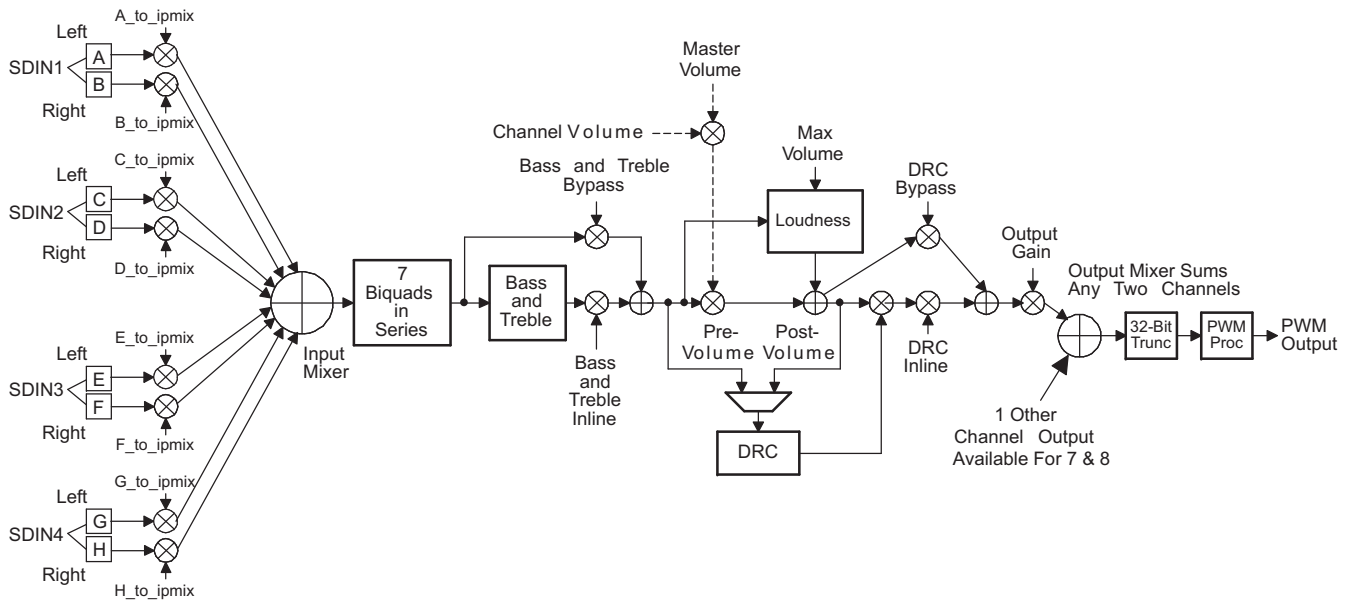 A_to_ipmix
Left
SDIN1
A
B
Right
B_to_ipmix
C_to_ipmix
Left
SDIN2
C
D
Right
D_to_ipmix
E_to_ipmix
Left
SDIN3
E
F
Right
F_to_ipmix
G_to_ipmix
Left
SDIN4
G
H
Right
H_to_ipmix
Input
Mixer
7
Biquads
in
Series
Bass and Treble
Bypass
Bass
and
Treble
Bass
and
Treble
Inline
Master
Volume
Channel Volume
Max
Volume
Loudness
Pre-
Volume
Post-
Volume
DRC
DRC
Bypass
DRC
Inline
Output
Gain
Output Mixer Sums
Any Two Channels
1 Other
Channel Output
Available For 7 & 8
32-Bit
Trunc
PWM
Proc
PWM
Output